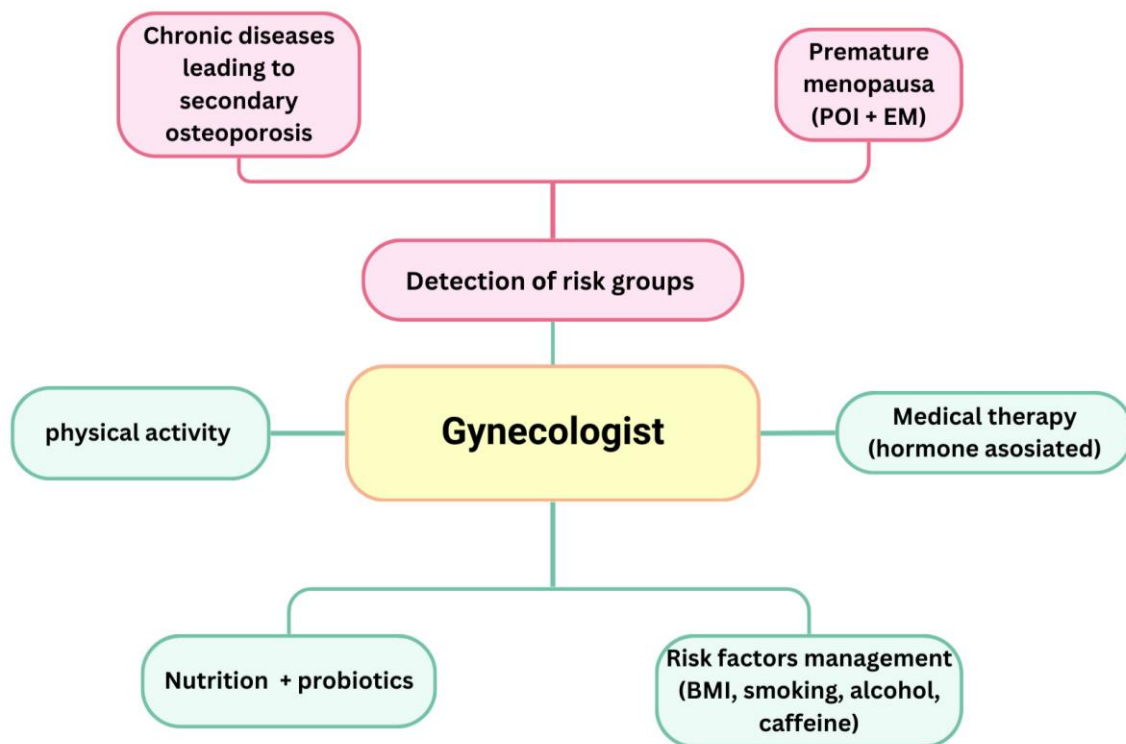 Chronic diseases
leading to
secondary
osteoporosis
Premature
menopausa
(POI + EM)
Detection of risk groups
physical activity
Gynecologist
Medical therapy
(hormone asosiated)
Nutrition + probiotics
Risk factors management
(BMI, smoking, alcohol,
caffeine)